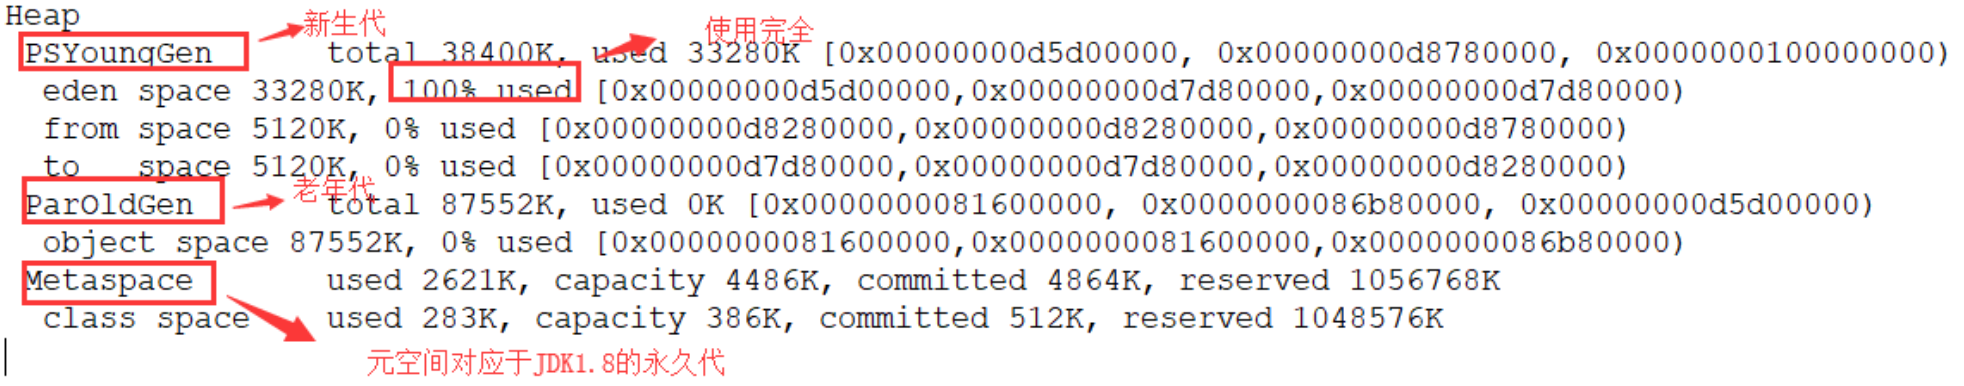 Heap
新生代
使用完全
PSYoungGen total 38400K, used 33280K [0x00000000d5d00000, 0x00000000d8780000, 0x0000000100000000)
eden space 33280K, 100% used [0x00000000d5d00000,0x00000000d7d80000,0x00000000d7d80000)
from space 5120K, 0% used [0x00000000d8280000,0x00000000d8280000,0x00000000d8780000)
to space 5120K, 0% used [0x00000000d7d80000,0x00000000d7d80000,0x00000000d8280000)
老年代
ParOldGen total 87552K, used 0K [0x0000000081600000, 0x0000000086b80000, 0x00000000d5d00000)
object space 87552K, 0% used [0x0000000081600000,0x0000000081600000,0x0000000086b80000)
Metaspace used 2621K, capacity 4486K, committed 4864K, reserved 1056768K
class space used 283K, capacity 386K, committed 512K, reserved 1048576K
元空间对应于JDK1.8的永久代